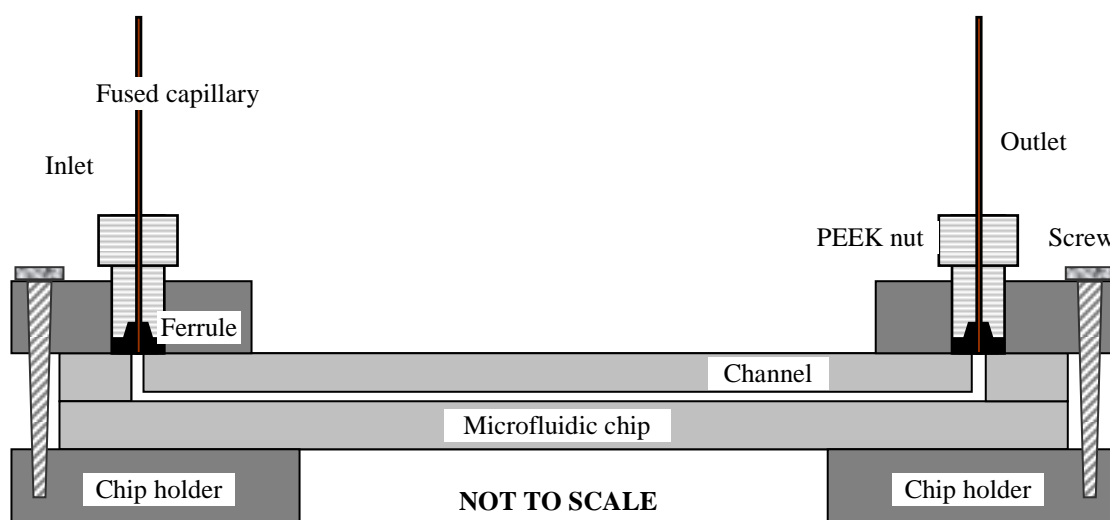 Fused capillary
Inlet
Outlet
PEEK nut
Screw
Ferrule
Channel
Microfluidic chip
Chip holder
Chip holder
NOT TO SCALE